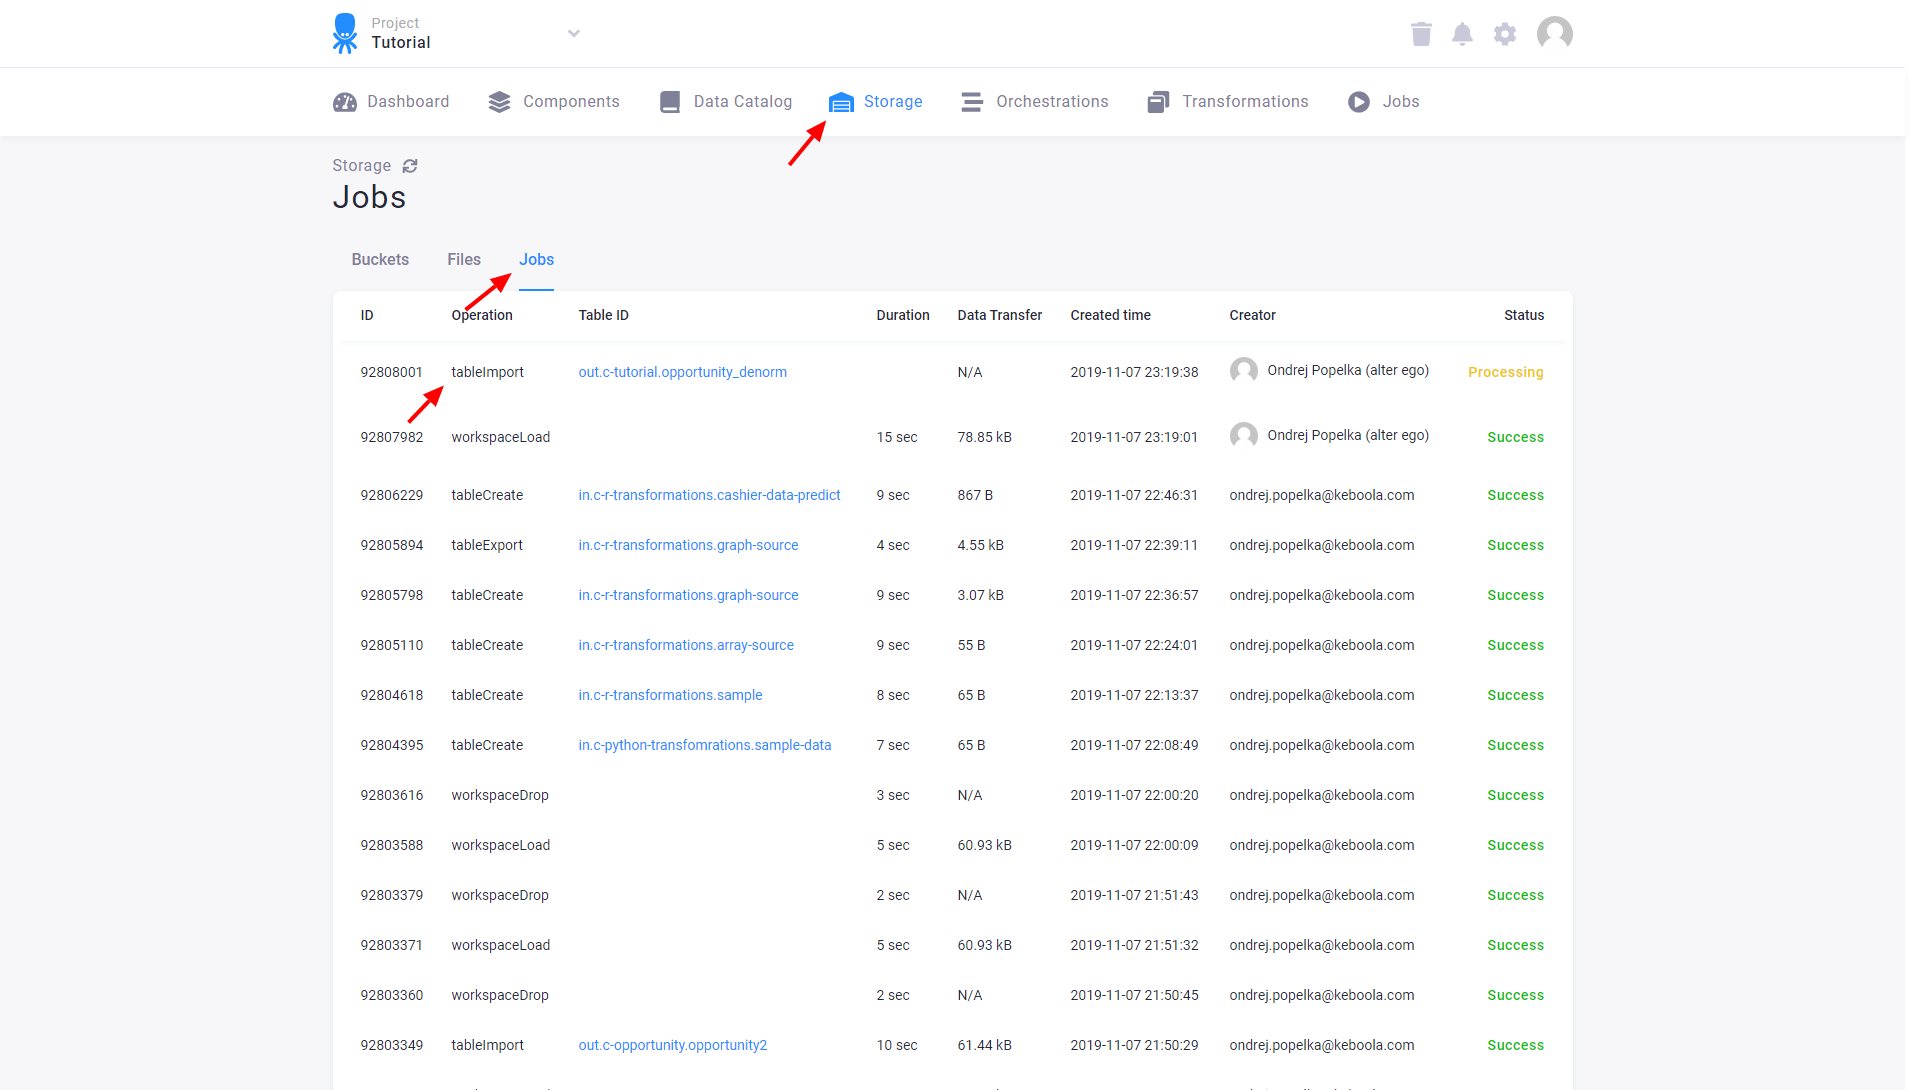 Project
Tutorial
Dashboard Components Data Catalog Storage Orchestrations Transformations Jobs
Storage
Jobs
Buckets Files Jobs
ID Operation Table ID Duration Data Transfer Created time Creator Status
92808001 tableImport out.c-tutorial.opportunity_denorm N/A 2019-11-07 23:19:38 Ondrej Popelka (alter ego) Processing
92807982 workspaceLoad 15 sec 78.85 kB 2019-11-07 23:19:01 Ondrej Popelka (alter ego) Success
92806229 tableCreate in.c-r-transformations.cashier-data-predict 9 sec 867 B 2019-11-07 22:46:31 ondrej.popelka@keboola.com Success
92805894 tableExport in.c-r-transformations.graph-source 4 sec 4.55 kB 2019-11-07 22:39:11 ondrej.popelka@keboola.com Success
92805798 tableCreate in.c-r-transformations.graph-source 9 sec 3.07 kB 2019-11-07 22:36:57 ondrej.popelka@keboola.com Success
92805110 tableCreate in.c-r-transformations.array-source 9 sec 55 B 2019-11-07 22:24:01 ondrej.popelka@keboola.com Success
92804618 tableCreate in.c-r-transformations.sample 8 sec 65 B 2019-11-07 22:13:37 ondrej.popelka@keboola.com Success
92804395 tableCreate in.c-python-transfomrations.sample-data 7 sec 65 B 2019-11-07 22:08:49 ondrej.popelka@keboola.com Success
92803616 workspaceDrop 3 sec N/A 2019-11-07 22:00:20 ondrej.popelka@keboola.com Success
92803588 workspaceLoad 5 sec 60.93 kB 2019-11-07 22:00:09 ondrej.popelka@keboola.com Success
92803379 workspaceDrop 2 sec N/A 2019-11-07 21:51:43 ondrej.popelka@keboola.com Success
92803371 workspaceLoad 5 sec 60.93 kB 2019-11-07 21:51:32 ondrej.popelka@keboola.com Success
92803360 workspaceDrop 2 sec N/A 2019-11-07 21:50:45 ondrej.popelka@keboola.com Success
92803349 tableImport out.c-opportunity.opportunity2 10 sec 61.44 kB 2019-11-07 21:50:29 ondrej.popelka@keboola.com Success